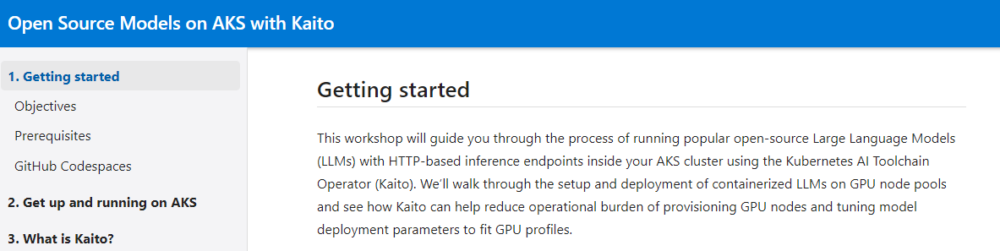 Open Source Models on AKS with Kaito
1. Getting started
Objectives
Prerequisites
GitHub Codespaces
2. Get up and running on AKS
3. What is Kaito?
Getting started
This workshop will guide you through the process of running popular open-source Large Language Models
(LLMs) with HTTP-based inference endpoints inside your AKS cluster using the Kubernetes AI Toolchain
Operator (Kaito). We’ll walk through the setup and deployment of containerized LLMs on GPU node pools
and see how Kaito can help reduce operational burden of provisioning GPU nodes and tuning model
deployment parameters to fit GPU profiles.